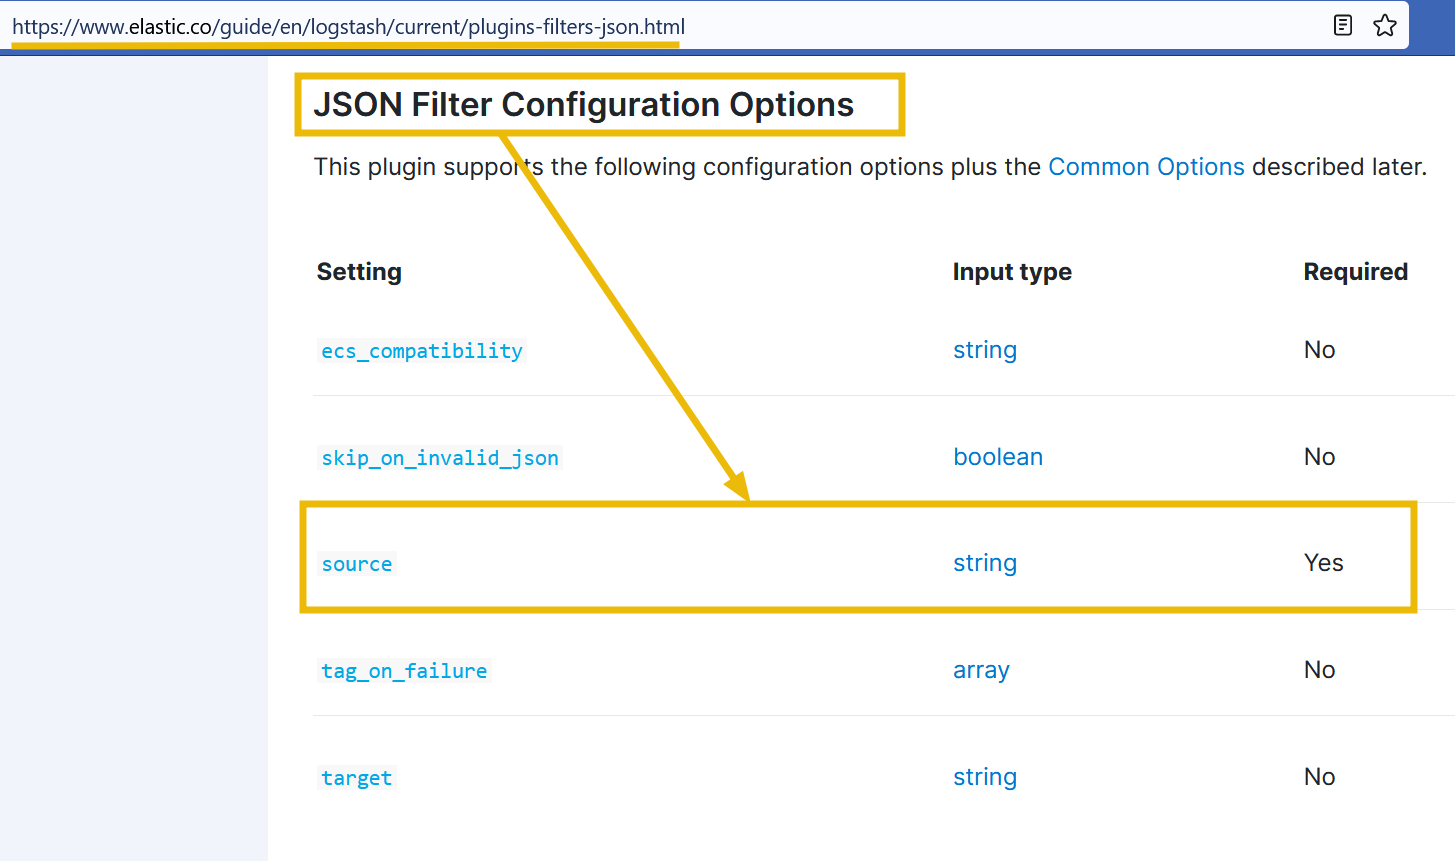 https://www.elastic.co/guide/en/logstash/current/plugins-filters-json.html
JSON Filter Configuration Options
This plugin supports the following configuration options plus the Common Options described later.
Setting Input type Required
ecs_compatibility string No
skip_on_invalid_json boolean No
source string Yes
tag_on_failure array No
target string No